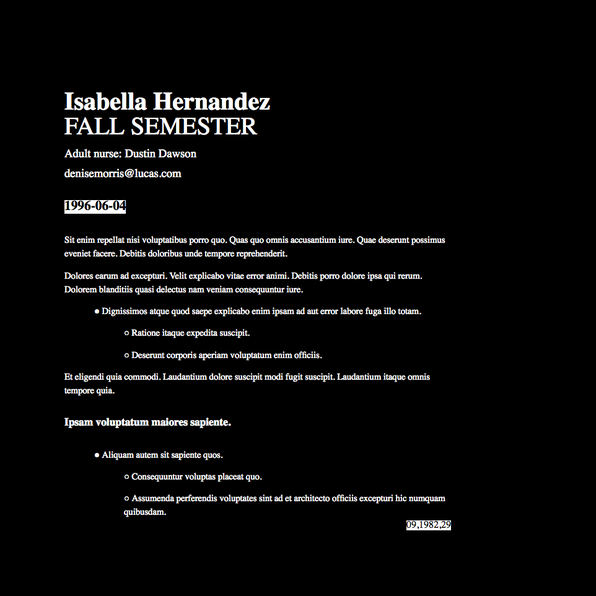 Isabella Hernandez
FALL SEMESTER
Adult nurse: Dustin Dawson
denisemorris@lucas.com
1996-06-04
Sit enim repellat nisi voluptatibus porro quo. Quas quo omnis accusantium iure. Quae deserunt possimus
eveniet facere. Debitis doloribus unde tempore reprehenderit.
Dolores earum ad excepturi. Velit explicabo vitae error animi. Debitis porro dolore ipsa qui rerum.
Dolorem blanditiis quasi delectus nam veniam consequuntur iure.
● Dignissimos atque quod saepe explicabo enim ipsam ad aut error labore fuga illo totam.
○ Ratione itaque expedita suscipit.
○ Deserunt corporis aperiam voluptatum enim officiis.
Et eligendi quia commodi. Laudantium dolore suscipit modi fugit suscipit. Laudantium itaque omnis
tempore quia.
Ipsam voluptatum maiores sapiente.
● Aliquam autem sit sapiente quos.
○ Consequuntur voluptas placeat quo.
○ Assumenda perferendis voluptates sint ad et architecto officiis excepturi hic numquam
quibusdam.
09,1982,29